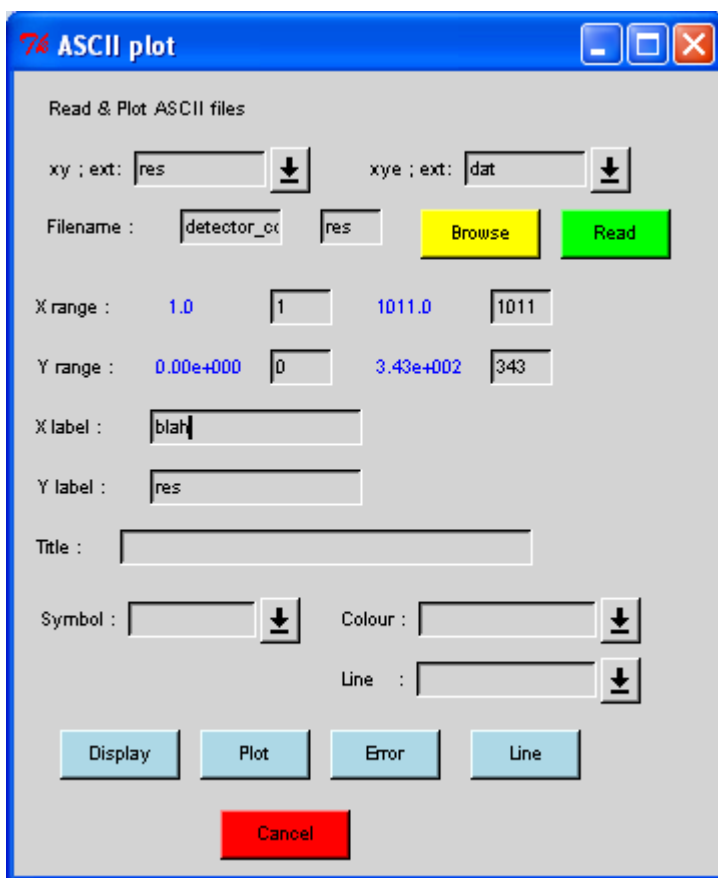 7% ASCII plot
Read & Plot ASCII files
xy ; ext: res xye ; ext: dat
Filename : detector_cc res Browse Read
X range : 1.0 1 1011.0 1011
Y range : 0.00e+000 0 3.43e+002 343
X label : blah
Y label : res
Title :
Symbol : Colour :
Line :
Display Plot Error Line
Cancel